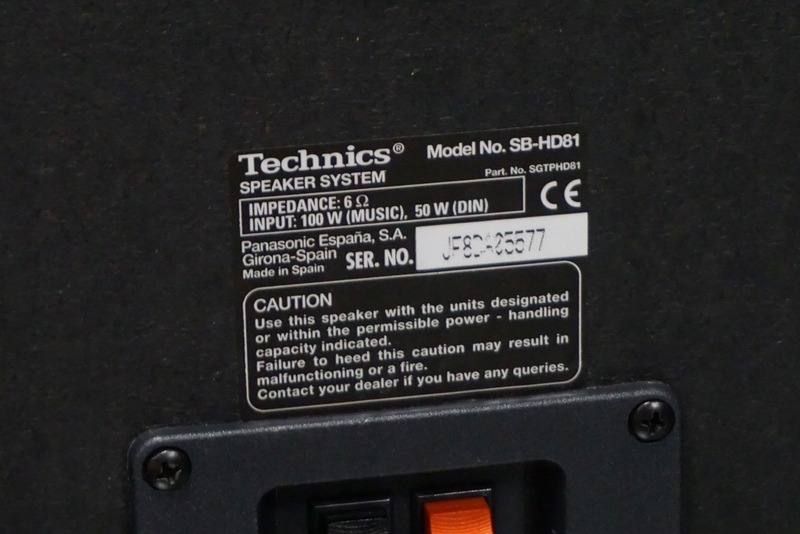 Technics® Model No. SB-HD81
SPEAKER SYSTEM Part. No. SGTPHD81
IMPEDANCE: 6 Ω
INPUT: 100 W (MUSIC), 50 W (DIN)
CE
Panasonic España, S.A.
Girona-Spain
Made in Spain
SER. NO. JF8DA05577
CAUTION
Use this speaker with the units designated
or within the permissible power - handling
capacity indicated.
Failure to heed this caution may result in
malfunctioning or a fire.
Contact your dealer if you have any queries.